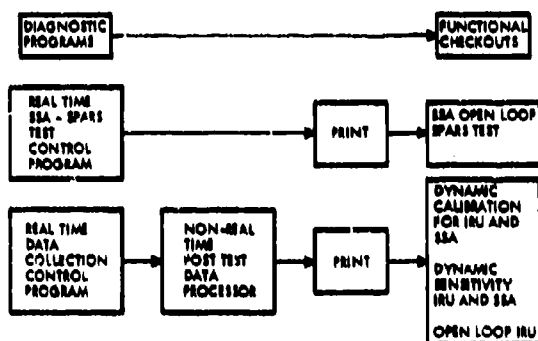 DIAGNOSTIC
PROGRAMS
FUNCTIONAL
CHECKOUTS
REAL TIME
SSA - SPARS
TEST
CONTROL
PROGRAM
PRINT
SSA OPEN LOOP
SPARS TEST
REAL TIME
DATA
COLLECTION
CONTROL
PROGRAM
NON-REAL
TIME
POST TEST
DATA
PROCESSOR
PRINT
DYNAMIC
CALIBRATION
FOR IRU AND
SSA
DYNAMIC
SENSITIVITY
IRU AND SSA
OPEN LOOP IRU